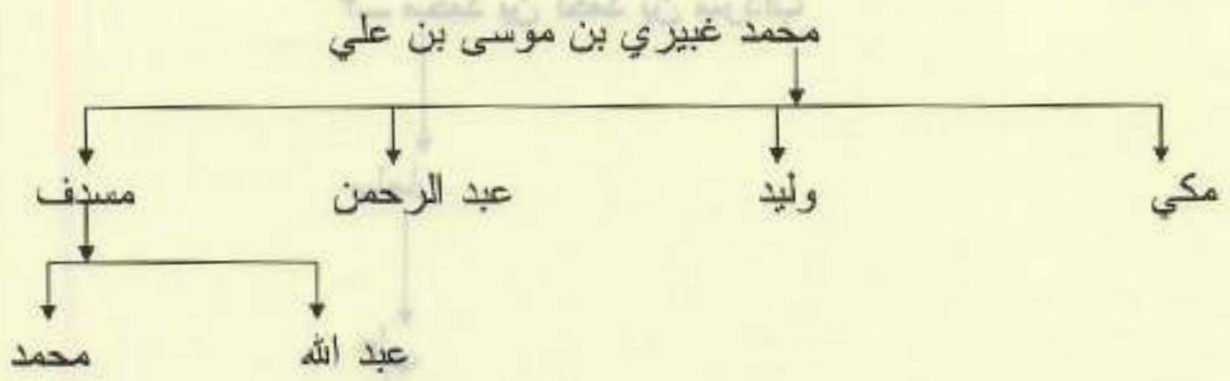 محمد غبيري بن موسى بن علي
مكي وليد عبد الرحمن مسدف
عبد الله محمد